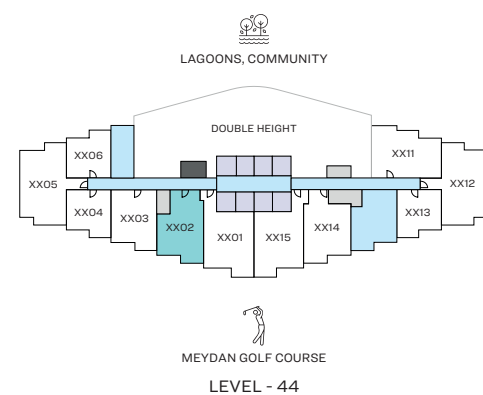 LAGOONS, COMMUNITY
DOUBLE HEIGHT
XX06
XX11
XX05
XX12
XX04
XX03
XX02
XX01
XX15
XX14
XX13
MEYDAN GOLF COURSE
LEVEL - 44